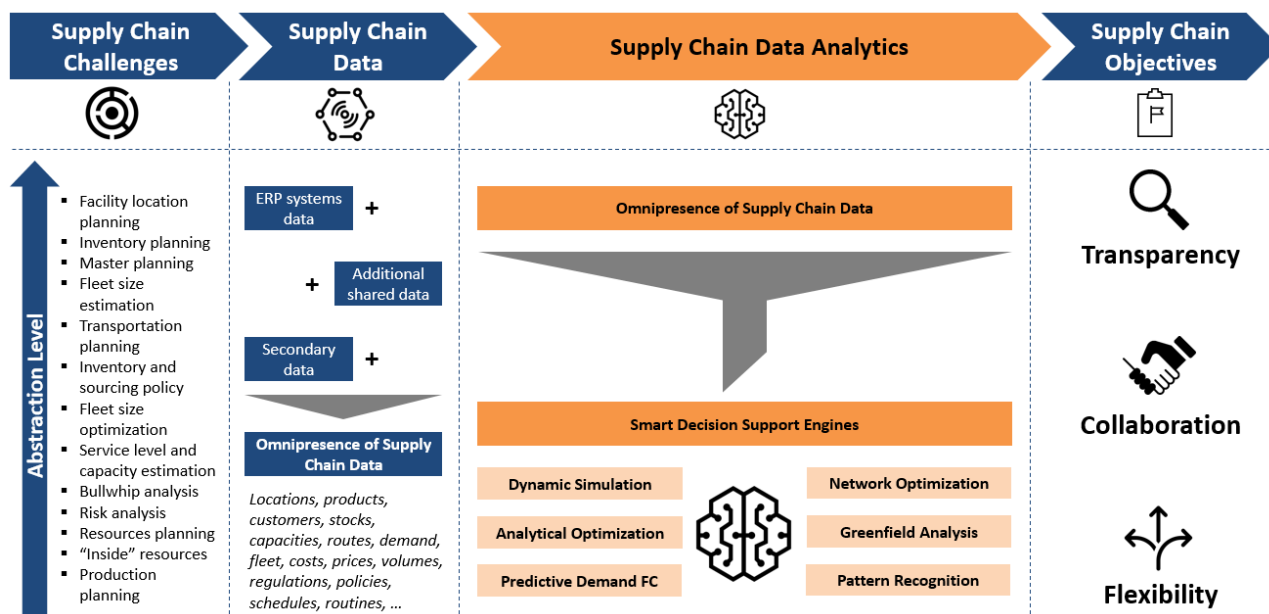 Supply Chain
Challenges
Supply Chain
Data
Supply Chain Data Analytics
Supply Chain
Objectives
Abstraction Level
▪ Facility location
planning
▪ Inventory planning
▪ Master planning
▪ Fleet size
estimation
▪ Transportation
planning
▪ Inventory and
sourcing policy
▪ Fleet size
optimization
▪ Service level and
capacity estimation
▪ Bullwhip analysis
▪ Risk analysis
▪ Resources planning
▪ “Inside” resources
▪ Production
planning
ERP systems
data
+
+
Additional
shared data
Secondary
data
+
Omnipresence of Supply
Chain Data
Locations, products,
customers, stocks,
capacities, routes, demand,
fleet, costs, prices, volumes,
regulations, policies,
schedules, routines, ...
Omnipresence of Supply Chain Data
Smart Decision Support Engines
Dynamic Simulation
Analytical Optimization
Predictive Demand FC
Network Optimization
Greenfield Analysis
Pattern Recognition
Transparency
Collaboration
Flexibility